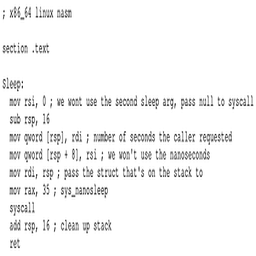 ; x86_64 linux nasm
section .text
Sleep:
mov rsi, 0 ; we wont use the second sleep arg, pass null to syscall
sub rsp, 16
mov qword [rsp], rdi ; number of seconds the caller requested
mov qword [rsp + 8], rsi ; we won't use the nanoseconds
mov rdi, rsp ; pass the struct that's on the stack to
mov rax, 35 ; sys_nanosleep
syscall
add rsp, 16 ; clean up stack
ret